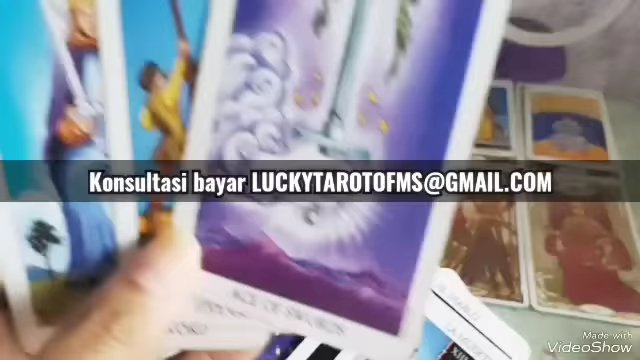 Konsultasi bayar LUCKYTAROTOFMS@GMAIL.COM
ACE OF SWORDS
Made with
VideoShow